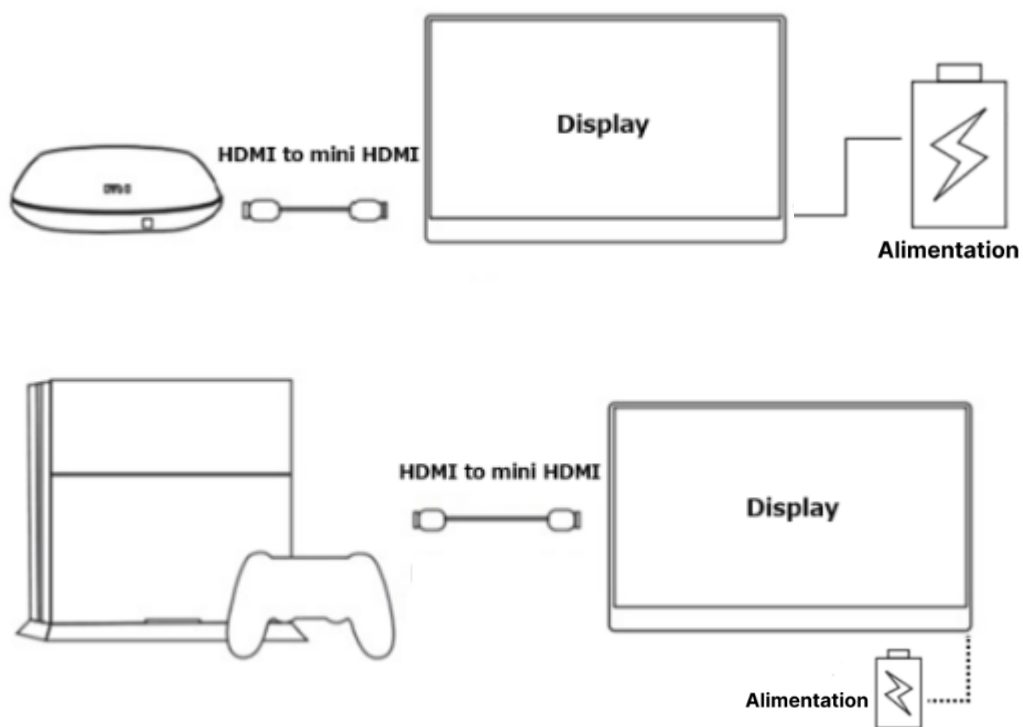 Display
HDMI to mini HDMI
Alimentation
HDMI to mini HDMI
Display
Alimentation